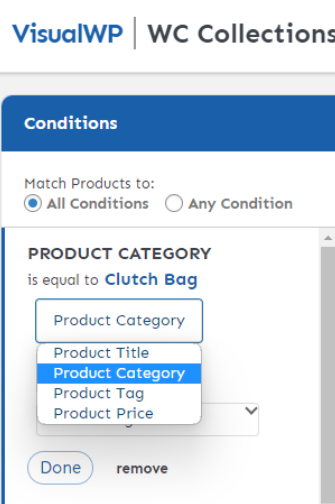 VisualWP | WC Collections
Conditions
Match Products to:
All Conditions Any Condition
PRODUCT CATEGORY
is equal to Clutch Bag
Product Category
Product Title
Product Category
Product Tag
Product Price
Done remove